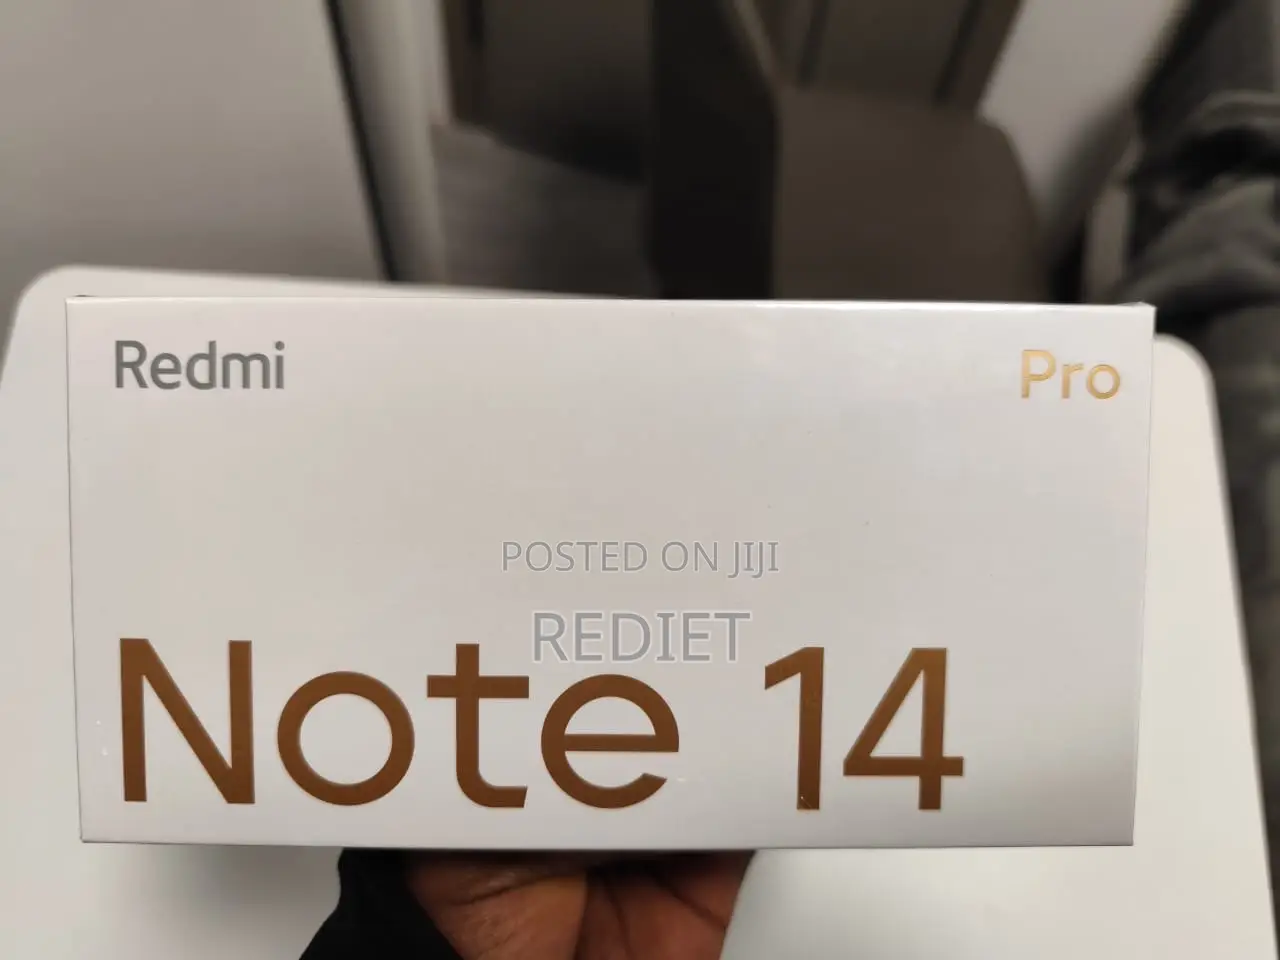 Redmi
Pro
POSTED ON JIJI
REDIET
Note 14